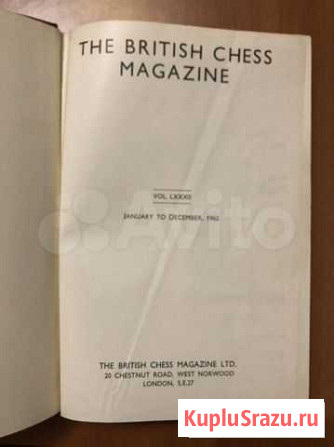 THE BRITISH CHESS
MAGAZINE
VOL. LXXXII
JANUARY TO DECEMBER, 1962
Avito
THE BRITISH CHESS MAGAZINE LTD.
20 CHESTNUT ROAD, WEST NORWOOD
LONDON, S.E.27
KupluSrazu.ru